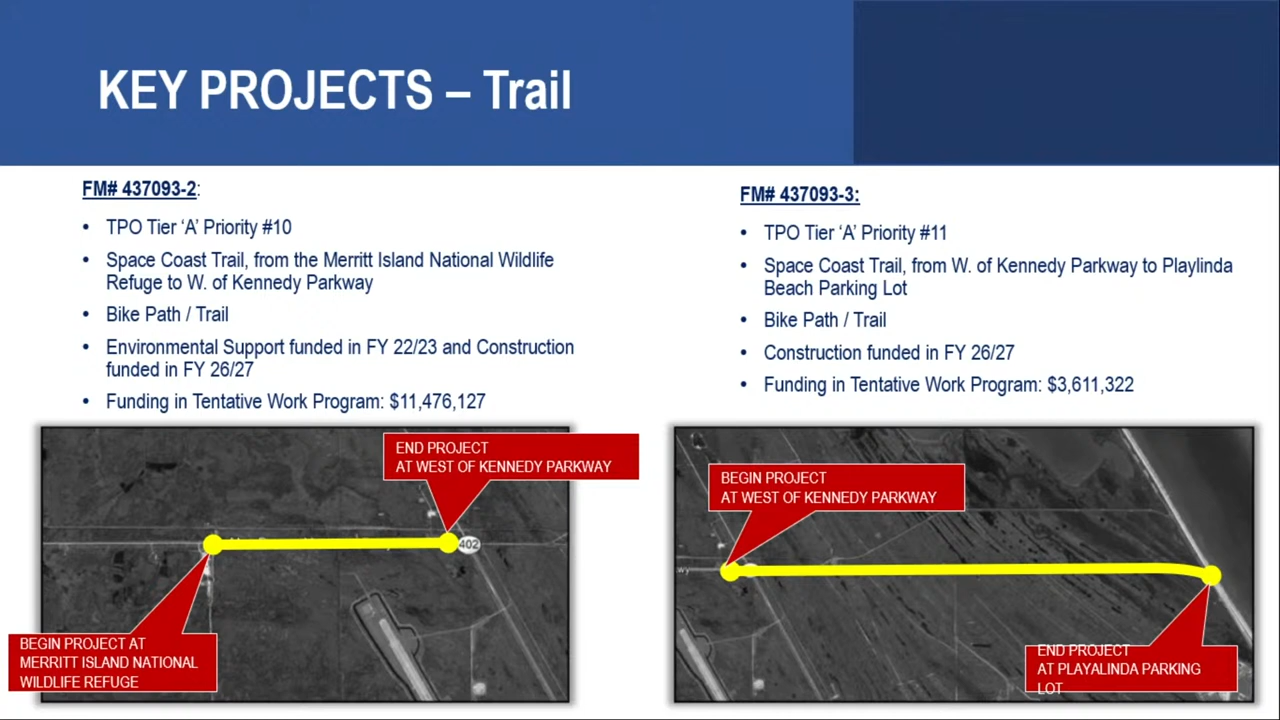 KEY PROJECTS – Trail
FM# 437093-2:
• TPO Tier ‘A’ Priority #10
• Space Coast Trail, from the Merritt Island National Wildlife
Refuge to W. of Kennedy Parkway
• Bike Path / Trail
• Environmental Support funded in FY 22/23 and Construction
funded in FY 26/27
• Funding in Tentative Work Program: $11,476,127
FM# 437093-3:
• TPO Tier ‘A’ Priority #11
• Space Coast Trail, from W. of Kennedy Parkway to Playlinda
Beach Parking Lot
• Bike Path / Trail
• Construction funded in FY 26/27
• Funding in Tentative Work Program: $3,611,322
END PROJECT
AT WEST OF KENNEDY PARKWAY
402
BEGIN PROJECT AT
MERRITT ISLAND NATIONAL
WILDLIFE REFUGE
BEGIN PROJECT
AT WEST OF KENNEDY PARKWAY
END PROJECT
AT PLAYALINDA PARKING
LOT